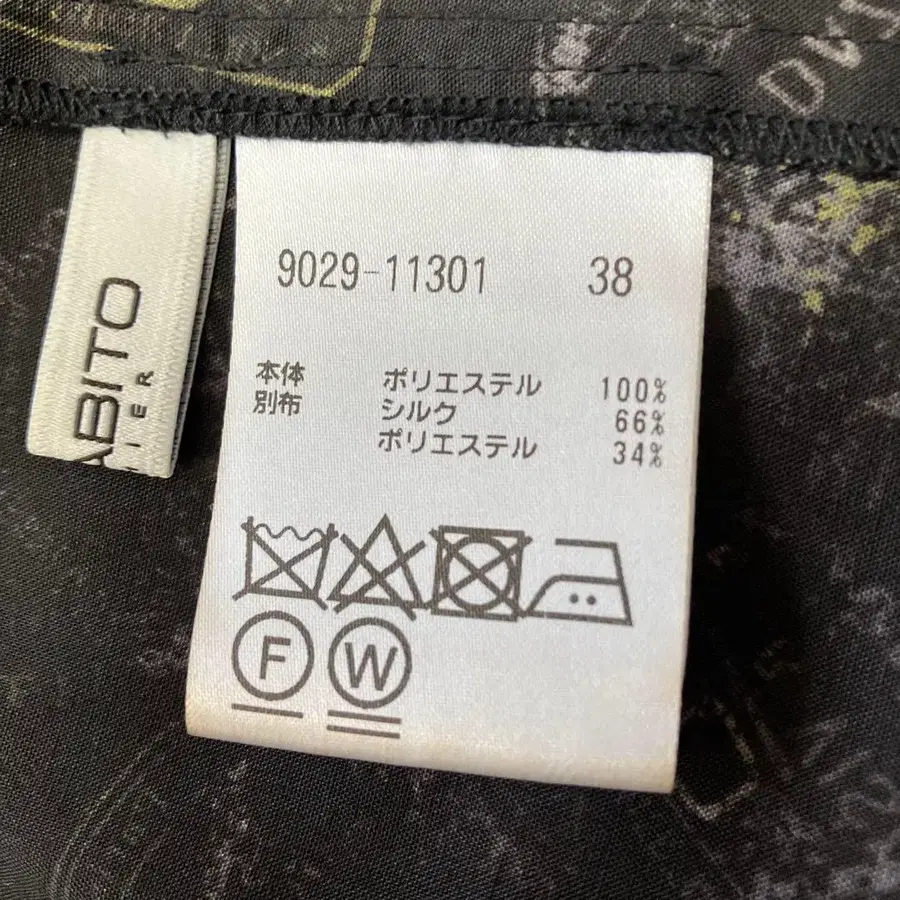 ABITO
IER
9029-11301 38
本体 ポリエステル 100%
別布 シルク 66%
ポリエステル 34%
F W